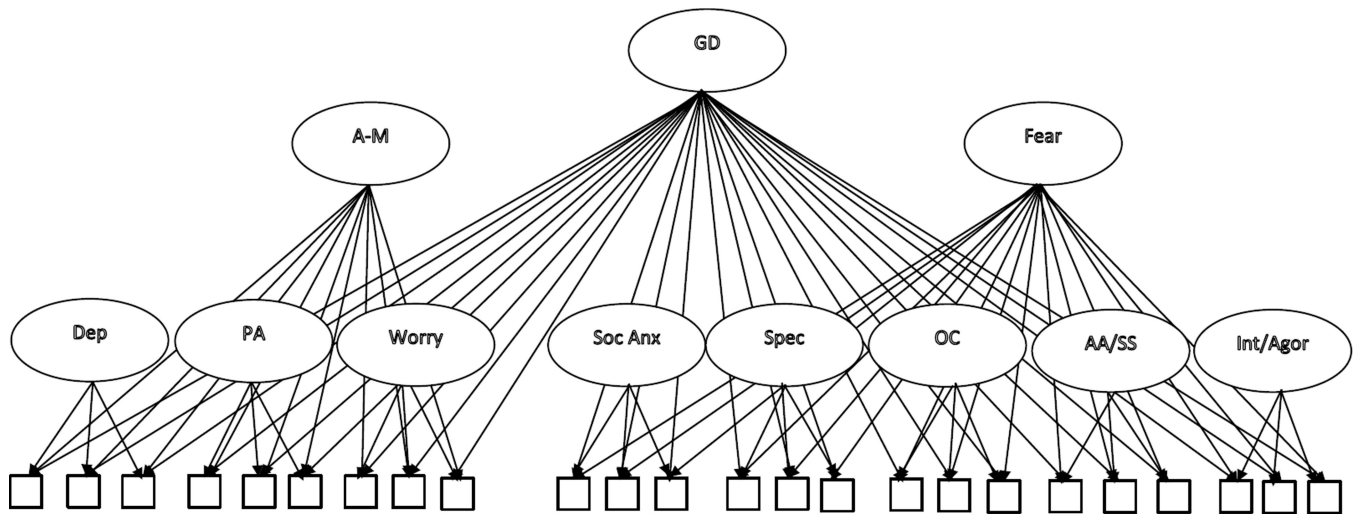 GD
A-M
Fear
Dep
PA
Worry
Soc Anx
Spec
OC
AA/SS
Int/Agor